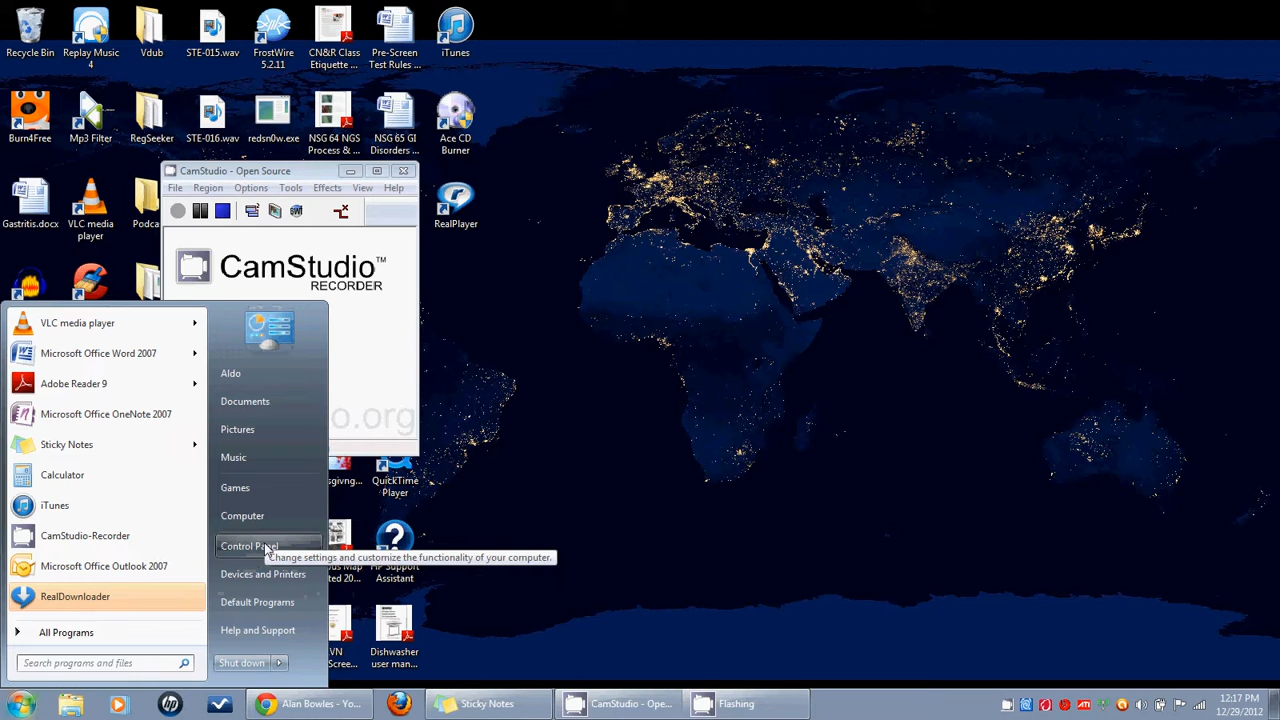 Recycle Bin
Replay Music
4
Vdub
STE-015.wav
FrostWire
5.2.11
CN&R Class
Etiquette ...
Pre-Screen
Test Rules ...
iTunes
Burn4Free
Mp3 Filter
RegSeeker
STE-016.wav
redsn0w.exe
NSG 64 NGS
Process & ...
NSG 65 GI
Disorders ...
Ace CD
Burner
CamStudio - Open Source
File Region Options Tools Effects View Help
Gastritis.docx
VLC media
player
RealPlayer
CamStudio™
RECORDER
o.org
VLC media player
Microsoft Office Word 2007
Adobe Reader 9
Microsoft Office OneNote 2007
Sticky Notes
Calculator
iTunes
CamStudio-Recorder
Microsoft Office Outlook 2007
RealDownloader
All Programs
Search programs and files
Aldo
Documents
Pictures
Music
Games
Computer
Control Panel
Change settings and customize the functionality of your computer.
Devices and Printers
Default Programs
Help and Support
Shut down
QuickTime
Player
HP Support
Assistant
Dishwasher
user man...
Alan Bowles - Yo...
Sticky Notes
CamStudio - Ope...
Flashing
12:17 PM
12/29/2012